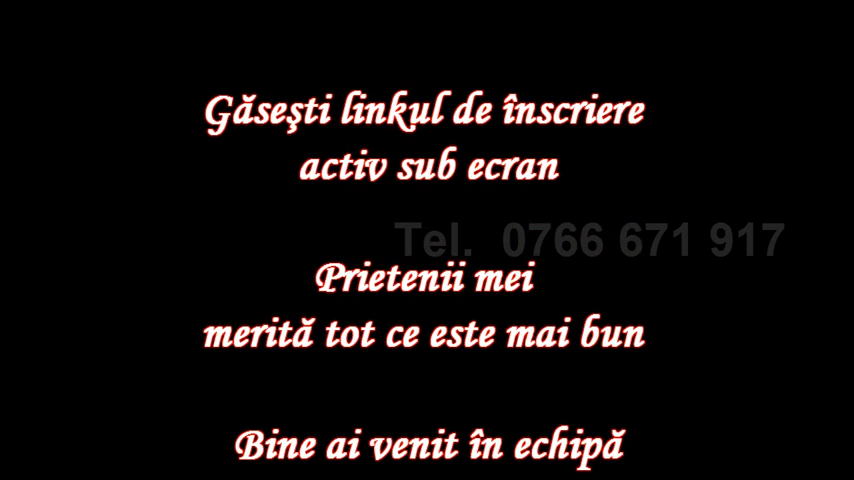 Găseşti linkul de înscriere
activ sub ecran
Tel. 0766 671 917
Prietenii mei
merită tot ce este mai bun
Bine ai venit în echipă